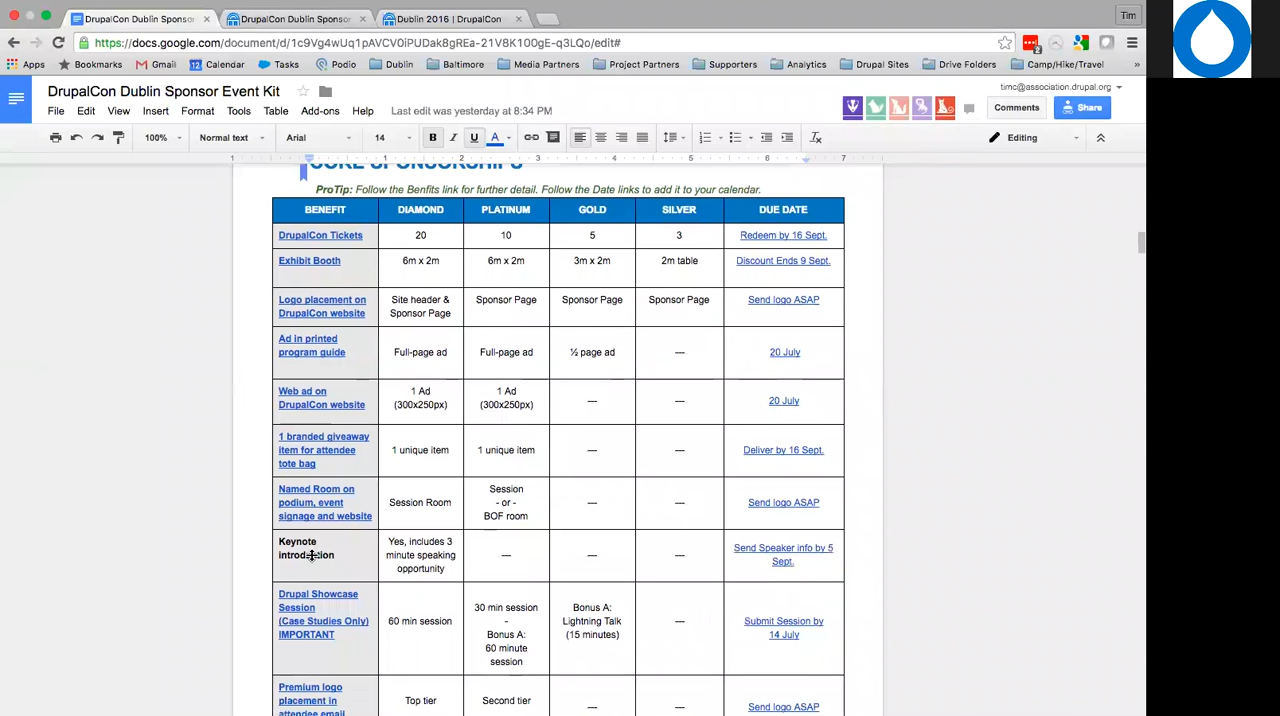 DrupalCon Dublin Sponsor
DrupalCon Dublin Sponsor
Dublin 2016 | DrupalCon
Tim
https://docs.google.com/document/d/1c9Vg4wUq1pAVCV0iPUDak8gREa-21V8K100gE-q3LQo/edit#
Apps Bookmarks Gmail 12 Calendar Tasks Podio Dublin Baltimore Media Partners Project Partners Supporters Analytics Drupal Sites Drive Folders Camp/Hike/Travel
DrupalCon Dublin Sponsor Event Kit
timc@association.drupal.org
File Edit View Insert Format Tools Table Add-ons Help Last edit was yesterday at 8:34 PM
Comments Share
100% Normal text Arial 14 B I U A Editing
1 1 2 3 4 5 6 7
CORE SPONSORSHIPS
ProTip: Follow the Benfits link for further detail. Follow the Date links to add it to your calendar.
BENEFIT DIAMOND PLATINUM GOLD SILVER DUE DATE
DrupalCon Tickets 20 10 5 3 Redeem by 16 Sept.
Exhibit Booth 6m x 2m 6m x 2m 3m x 2m 2m table Discount Ends 9 Sept.
Logo placement on
DrupalCon website
Site header &
Sponsor Page
Sponsor Page Sponsor Page Sponsor Page Send logo ASAP
Ad in printed
program guide
Full-page ad Full-page ad ½ page ad --- 20 July
Web ad on
DrupalCon website
1 Ad
(300x250px)
1 Ad
(300x250px)
--- --- 20 July
1 branded giveaway
item for attendee
tote bag
1 unique item 1 unique item --- --- Deliver by 16 Sept.
Named Room on
podium, event
signage and website
Session Room
Session
- or -
BOF room
--- --- Send logo ASAP
Keynote
introduction
Yes, includes 3
minute speaking
opportunity
--- --- --- Send Speaker info by 5
Sept.
Drupal Showcase
Session
(Case Studies Only)
IMPORTANT
60 min session
30 min session
-
Bonus A:
60 minute
session
Bonus A:
Lightning Talk
(15 minutes)
---
Submit Session by
14 July
Premium logo
placement in
attendee email
Top tier Second tier --- --- Send logo ASAP